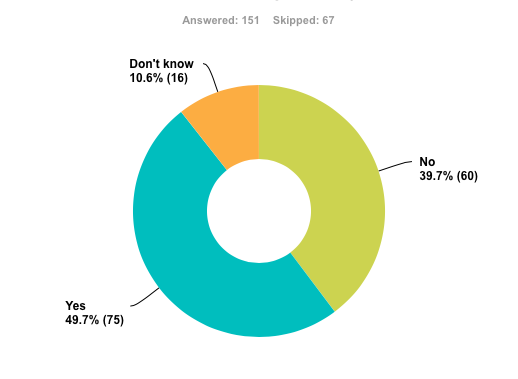 Answered: 151 Skipped: 67
Don't know
10.6% (16)
No
39.7% (60)
Yes
49.7% (75)